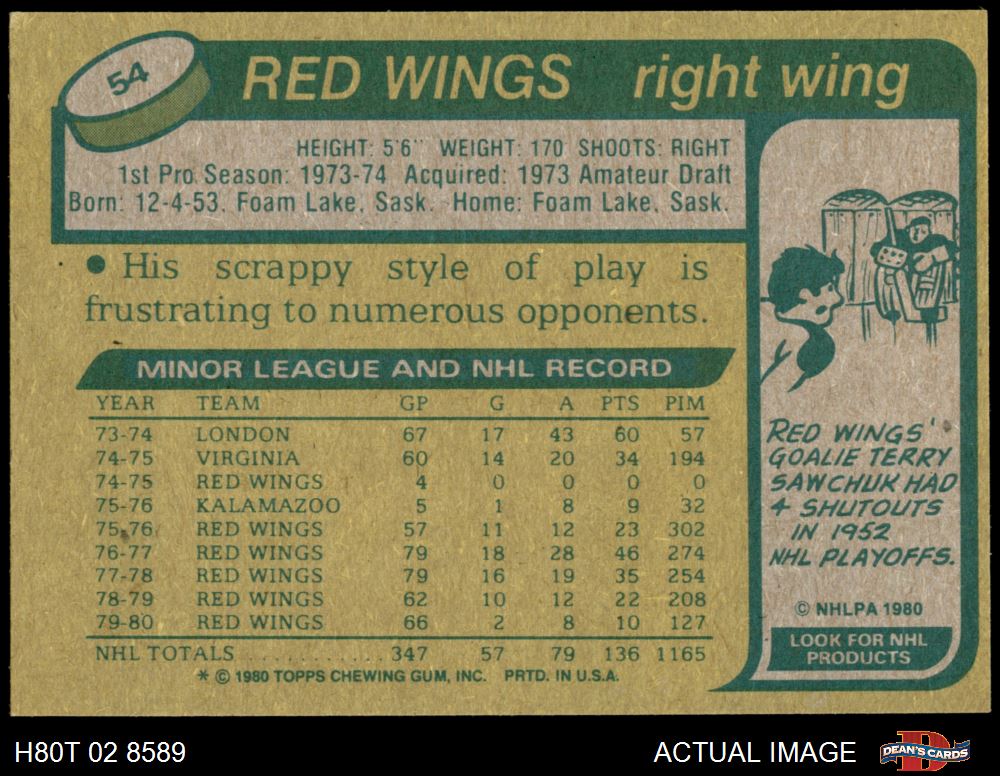 54
RED WINGS right wing
HEIGHT: 5'6" WEIGHT: 170 SHOOTS: RIGHT
1st Pro Season: 1973-74 Acquired: 1973 Amateur Draft
Born: 12-4-53, Foam Lake, Sask. Home: Foam Lake, Sask.
● His scrappy style of play is
frustrating to numerous opponents.
MINOR LEAGUE AND NHL RECORD
YEAR TEAM GP G A PTS PIM
73-74 LONDON 67 17 43 60 57
74-75 VIRGINIA 60 14 20 34 194
74-75 RED WINGS 4 0 0 0 0
75-76 KALAMAZOO 5 1 8 9 32
75-76 RED WINGS 57 11 12 23 302
76-77 RED WINGS 79 18 28 46 274
77-78 RED WINGS 79 16 19 35 254
78-79 RED WINGS 62 10 12 22 208
79-80 RED WINGS 66 2 8 10 127
NHL TOTALS ............ 347 57 79 136 1165
* © 1980 TOPPS CHEWING GUM, INC. PRTD. IN U.S.A.
RED WINGS'
GOALIE TERRY
SAWCHUK HAD
4 SHUTOUTS
IN 1952
NHL PLAYOFFS.
© NHLPA 1980
LOOK FOR NHL
PRODUCTS
H80T 02 8589
ACTUAL IMAGE
DEAN'S CARDS